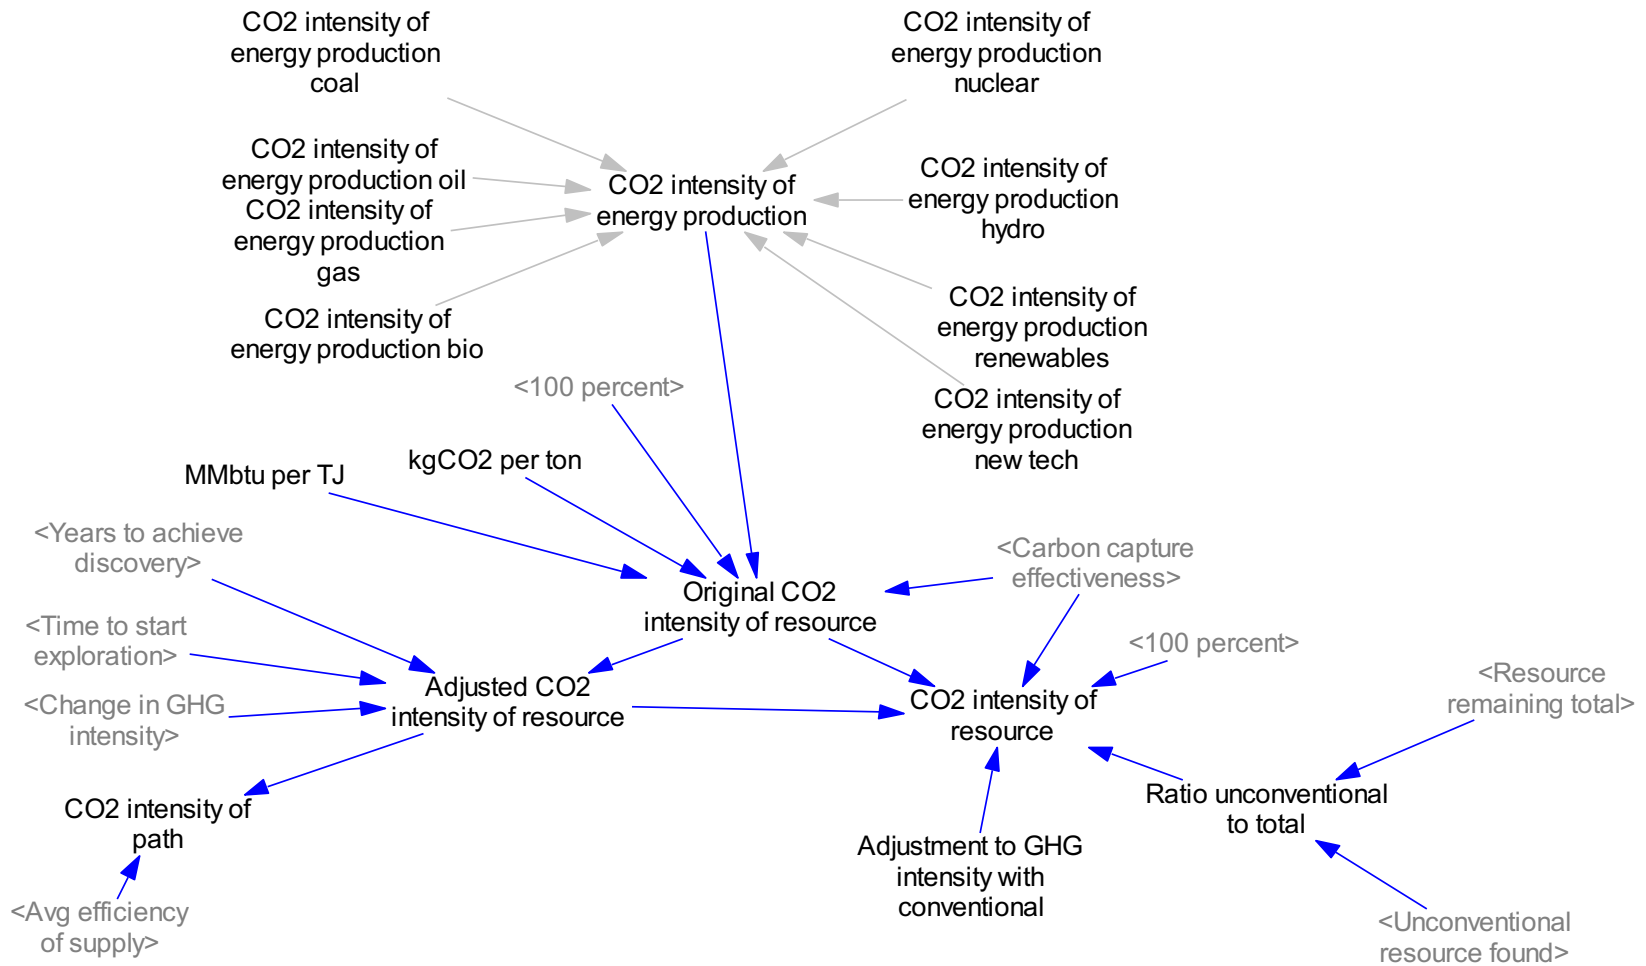 CO2 intensity of
energy production
coal
CO2 intensity of
energy production
nuclear
CO2 intensity of
energy production oil
CO2 intensity of
energy production
gas
CO2 intensity of
energy production
CO2 intensity of
energy production
hydro
CO2 intensity of
energy production bio
CO2 intensity of
energy production
renewables
<100 percent>
CO2 intensity of
energy production
new tech
MMbtu per TJ
kgCO2 per ton
<Years to achieve
discovery>
Original CO2
intensity of resource
<Carbon capture
effectiveness>
<Time to start
exploration>
<100 percent>
<Change in GHG
intensity>
Adjusted CO2
intensity of resource
CO2 intensity of
resource
<Resource
remaining total>
CO2 intensity of
path
Ratio unconventional
to total
Adjustment to GHG
intensity with
conventional
<Avg efficiency
of supply>
<Unconventional
resource found>